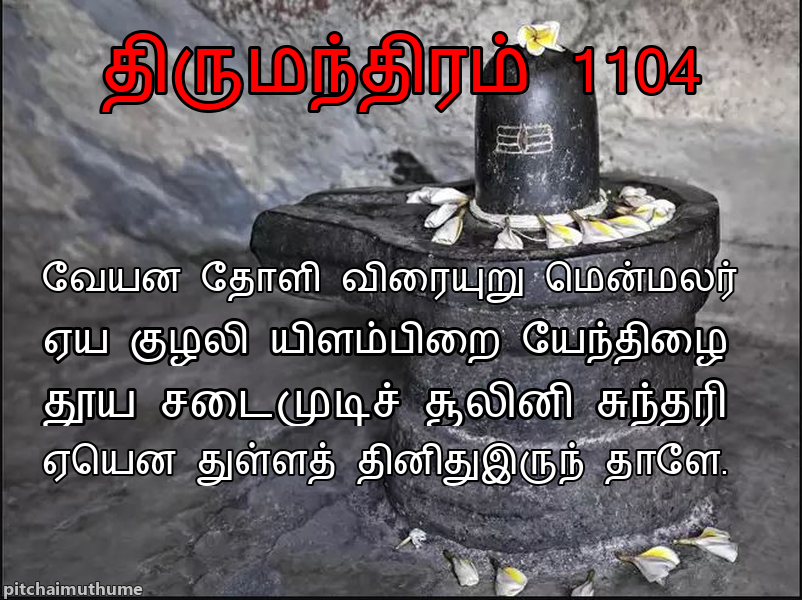 திருமந்திரம் 1104
வேயன தோளி விரையுறு மென்மலர்
ஏய குழலி யிளம்பிறை யேந்திழை
தூய சடைமுடிச் சூலினி சுந்தரி
ஏயென துள்ளத் தினிதுஇருந் தாளே.
pitchaimuthume